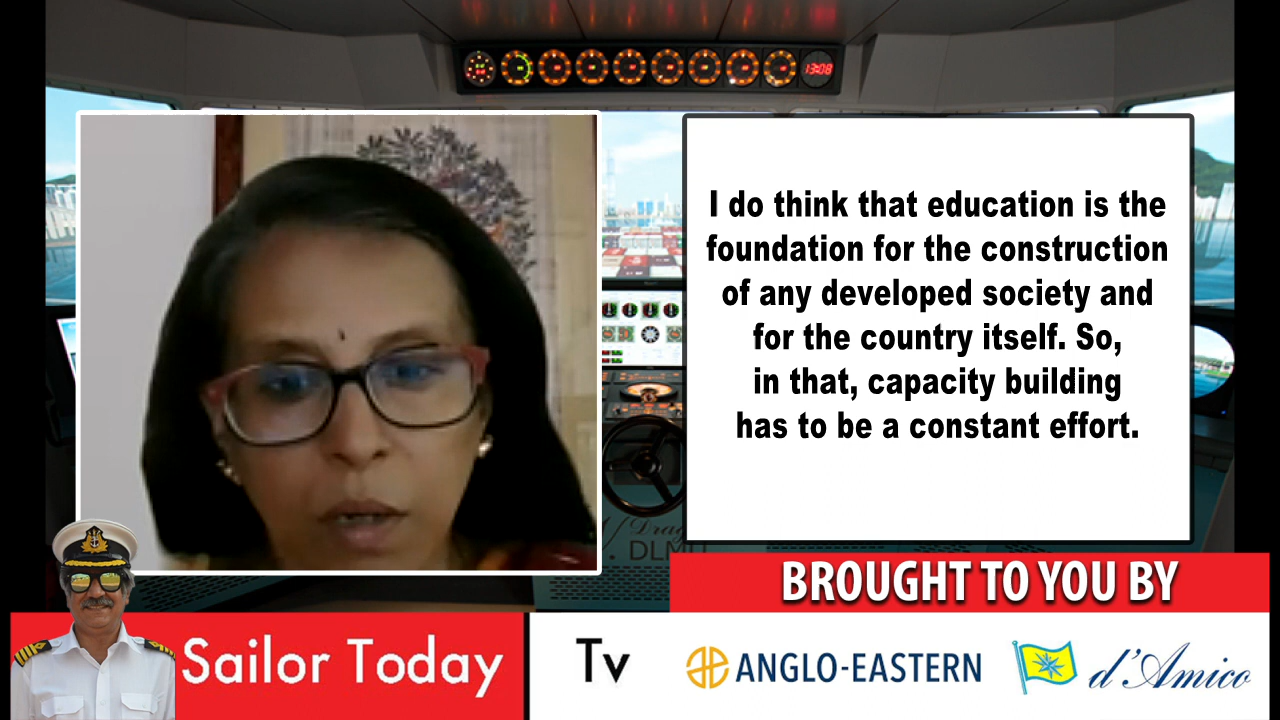 13:08
I do think that education is the
foundation for the construction
of any developed society and
for the country itself. So,
in that, capacity building
has to be a constant effort.
DLMU
BROUGHT TO YOU BY
Sailor Today
Tv
ANGLO-EASTERN
d'Amico